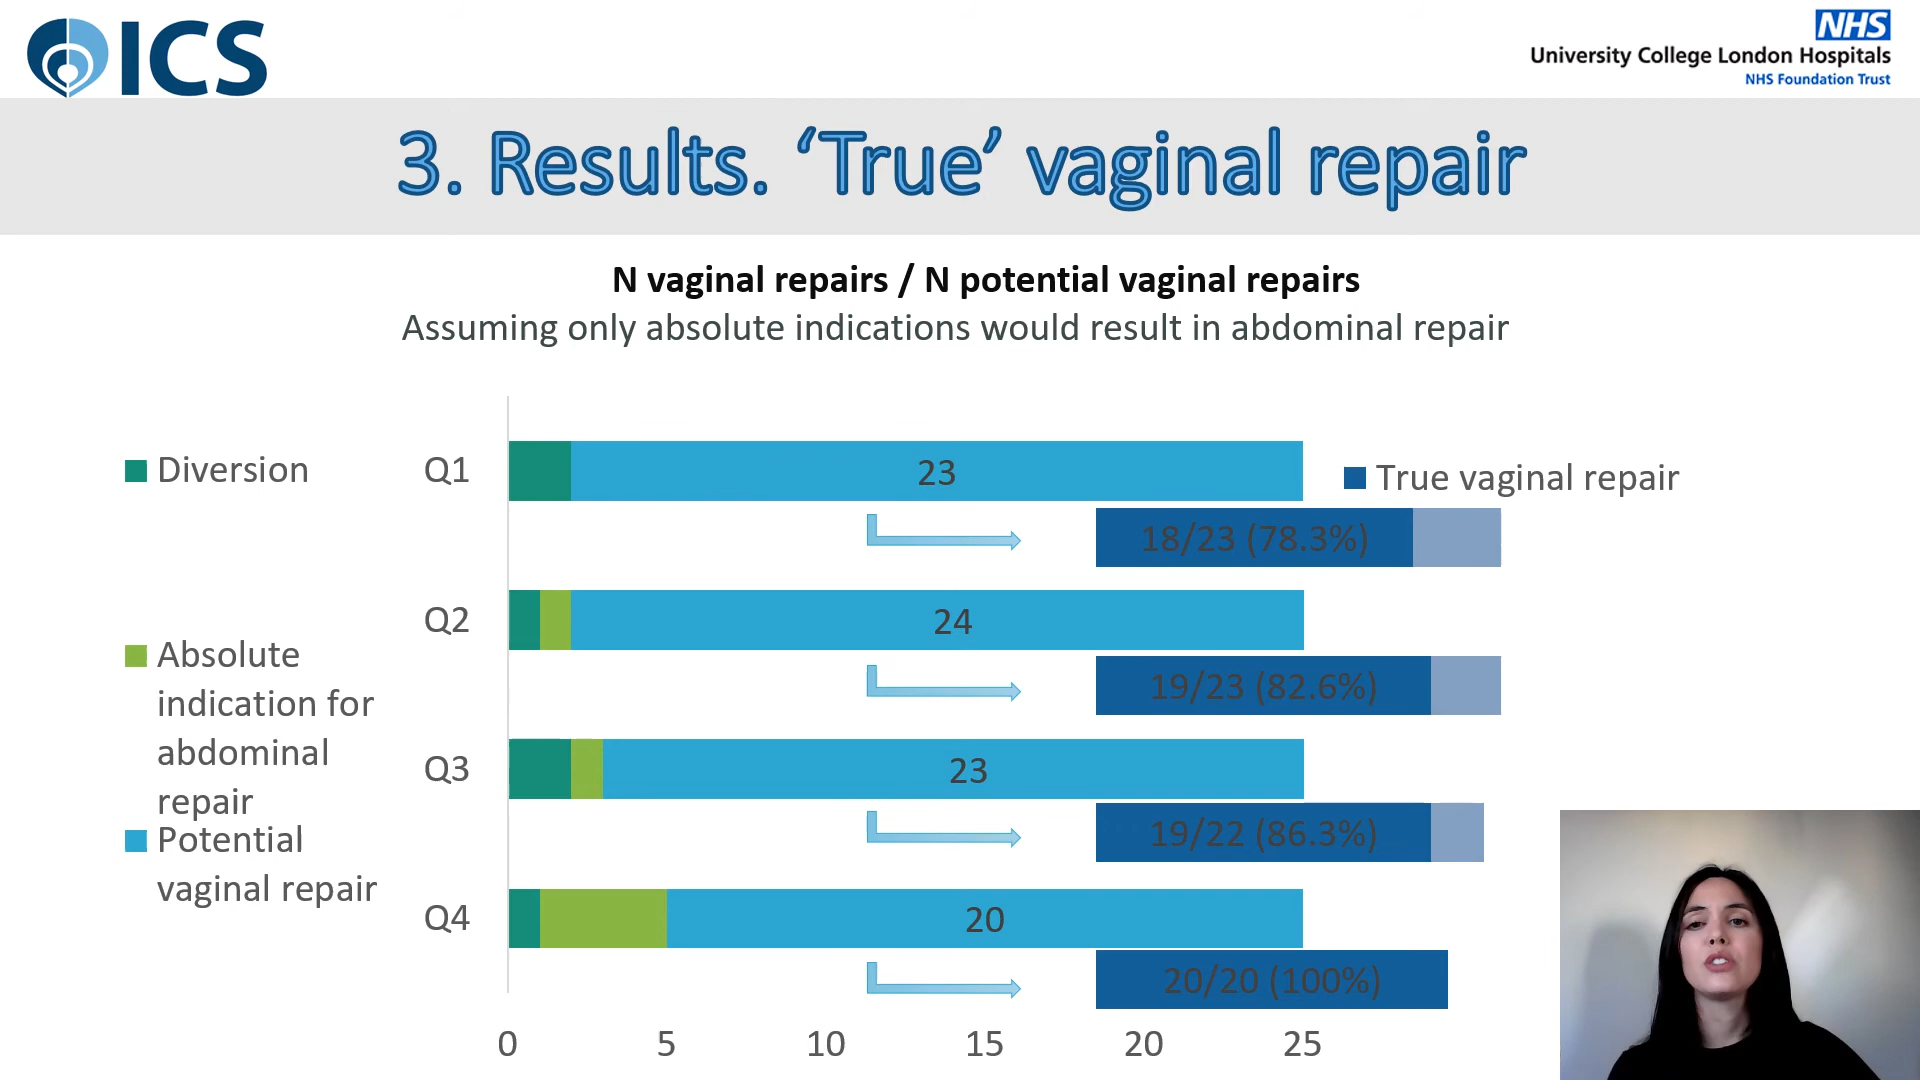 ICS
NHS
University College London Hospitals
NHS Foundation Trust
3. Results. ‘True’ vaginal repair
N vaginal repairs / N potential vaginal repairs
Assuming only absolute indications would result in abdominal repair
Diversion
Absolute
indication for
abdominal
repair
Potential
vaginal repair
Q1
23
True vaginal repair
18/23 (78.3%)
Q2
24
19/23 (82.6%)
Q3
23
19/22 (86.3%)
Q4
20
20/20 (100%)
0 5 10 15 20 25